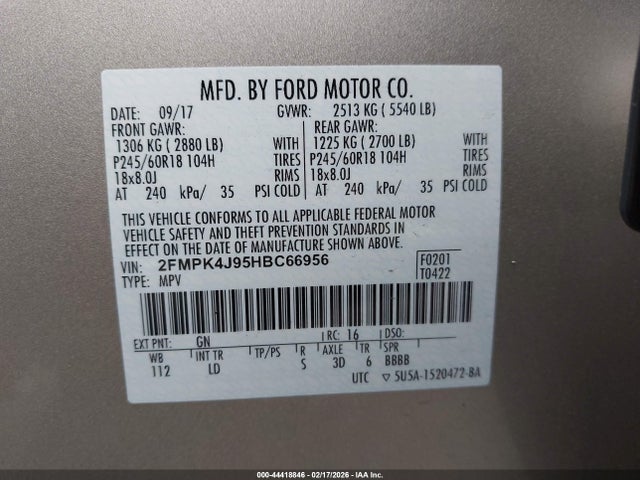 MFD. BY FORD MOTOR CO.
DATE: 09/17 GVWR: 2513 KG ( 5540 LB)
FRONT GAWR: REAR GAWR:
1306 KG ( 2880 LB) WITH 1225 KG ( 2700 LB) WITH
P245/60R18 104H TIRES P245/60R18 104H TIRES
18x8.0J RIMS 18x8.0J RIMS
AT 240 kPa/ 35 PSI COLD AT 240 kPa/ 35 PSI COLD
THIS VEHICLE CONFORMS TO ALL APPLICABLE FEDERAL MOTOR
VEHICLE SAFETY AND THEFT PREVENTION STANDARDS
IN EFFECT ON THE DATE OF MANUFACTURE SHOWN ABOVE.
VIN: 2FMPK4J95HBC66956 F0201
TYPE: MPV T0422
EXT PNT: GN RC: 16 DSO:
WB INT TR TP/PS R AXLE TR SPR
112 LD S 3D 6 BBBB
UTC ▽ 5U5A-1520472-BA
000-44418846 - 02/17/2026 - IAA Inc.